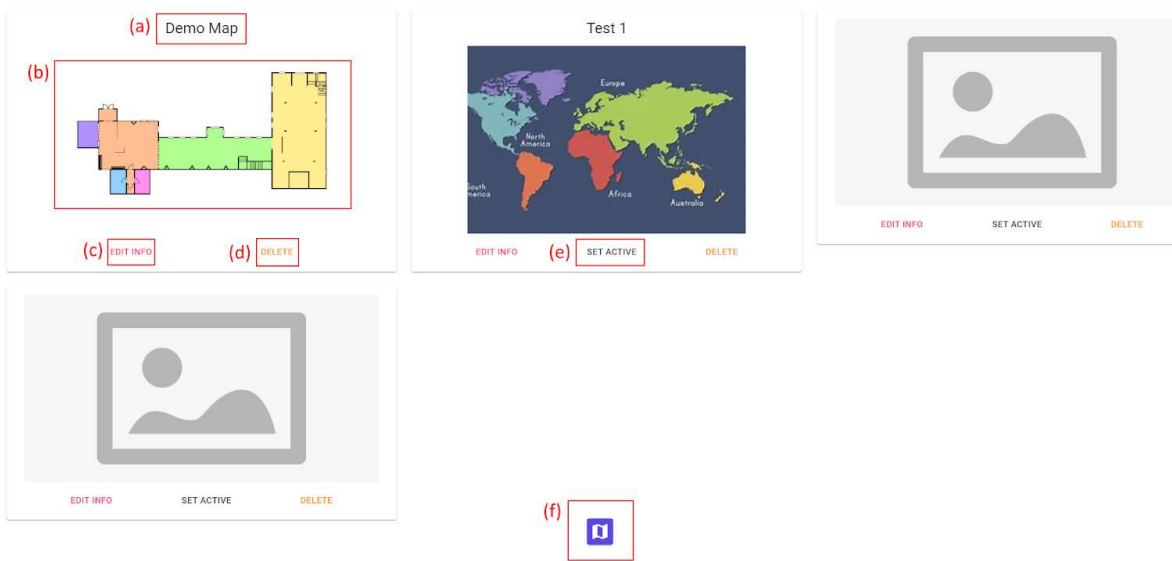 (a) Demo Map
(b)
(c) EDIT INFO (d) DELETE
Test 1
Europe
North
America
South
merica
Africa
Australia
EDIT INFO (e) SET ACTIVE DELETE
EDIT INFO SET ACTIVE DELETE
EDIT INFO SET ACTIVE DELETE
(f)